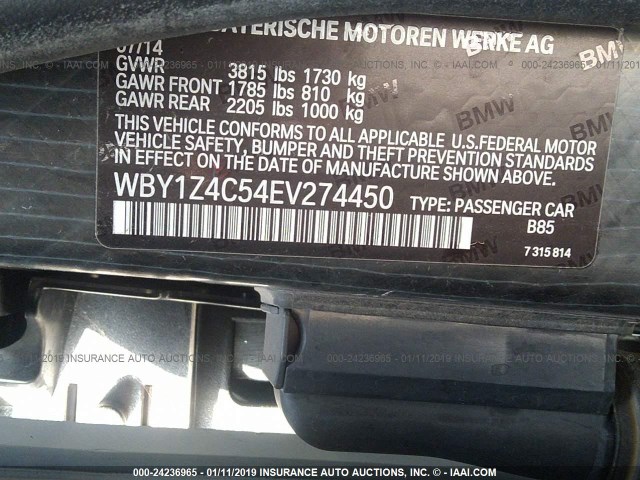 BAYERISCHE MOTOREN WERKE AG
07/14
GVWR 3815 lbs 1730 kg
GAWR FRONT 1785 lbs 810 kg
GAWR REAR 2205 lbs 1000 kg
THIS VEHICLE CONFORMS TO ALL APPLICABLE U.S.FEDERAL MOTOR
VEHICLE SAFETY, BUMPER AND THEFT PREVENTION STANDARDS
IN EFFECT ON THE DATE OF MANUFACTURE SHOWN ABOVE.
WBY1Z4C54EV274450 TYPE: PASSENGER CAR
B85
7 315 814
BMW
BMW
BMW
000-24236965 - 01/11/2019 INSURANCE AUTO AUCTIONS, INC. - © - IAAI.COM